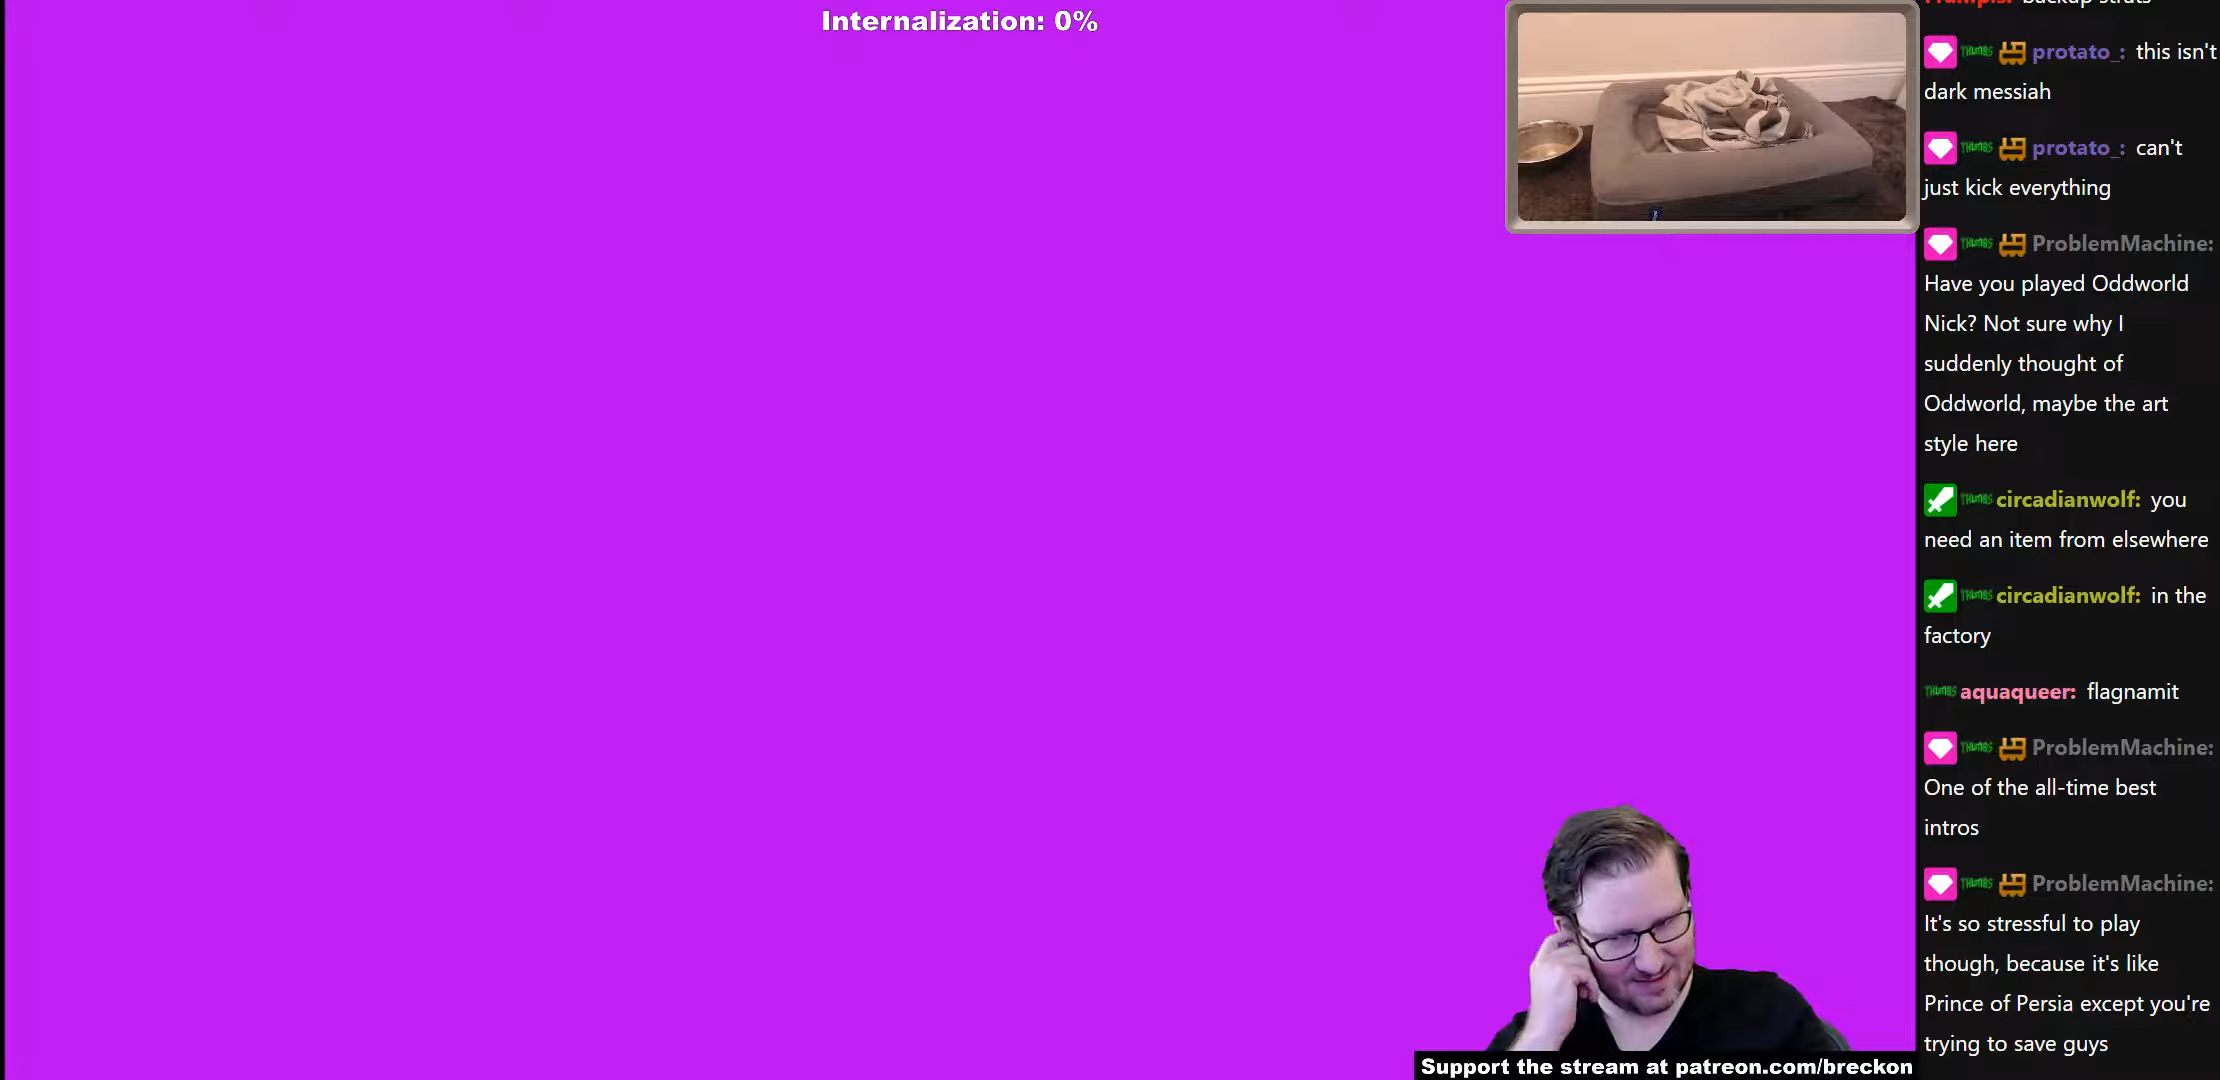 Internalization: 0%
backup strats
protato_: this isn't
dark messiah
protato_: can't
just kick everything
ProblemMachine:
Have you played Oddworld
Nick? Not sure why I
suddenly thought of
Oddworld, maybe the art
style here
circadianwolf: you
need an item from elsewhere
circadianwolf: in the
factory
aquaqueer: flagnamit
ProblemMachine:
One of the all-time best
intros
ProblemMachine:
It's so stressful to play
though, because it's like
Prince of Persia except you're
trying to save guys
Support the stream at patreon.com/breckon